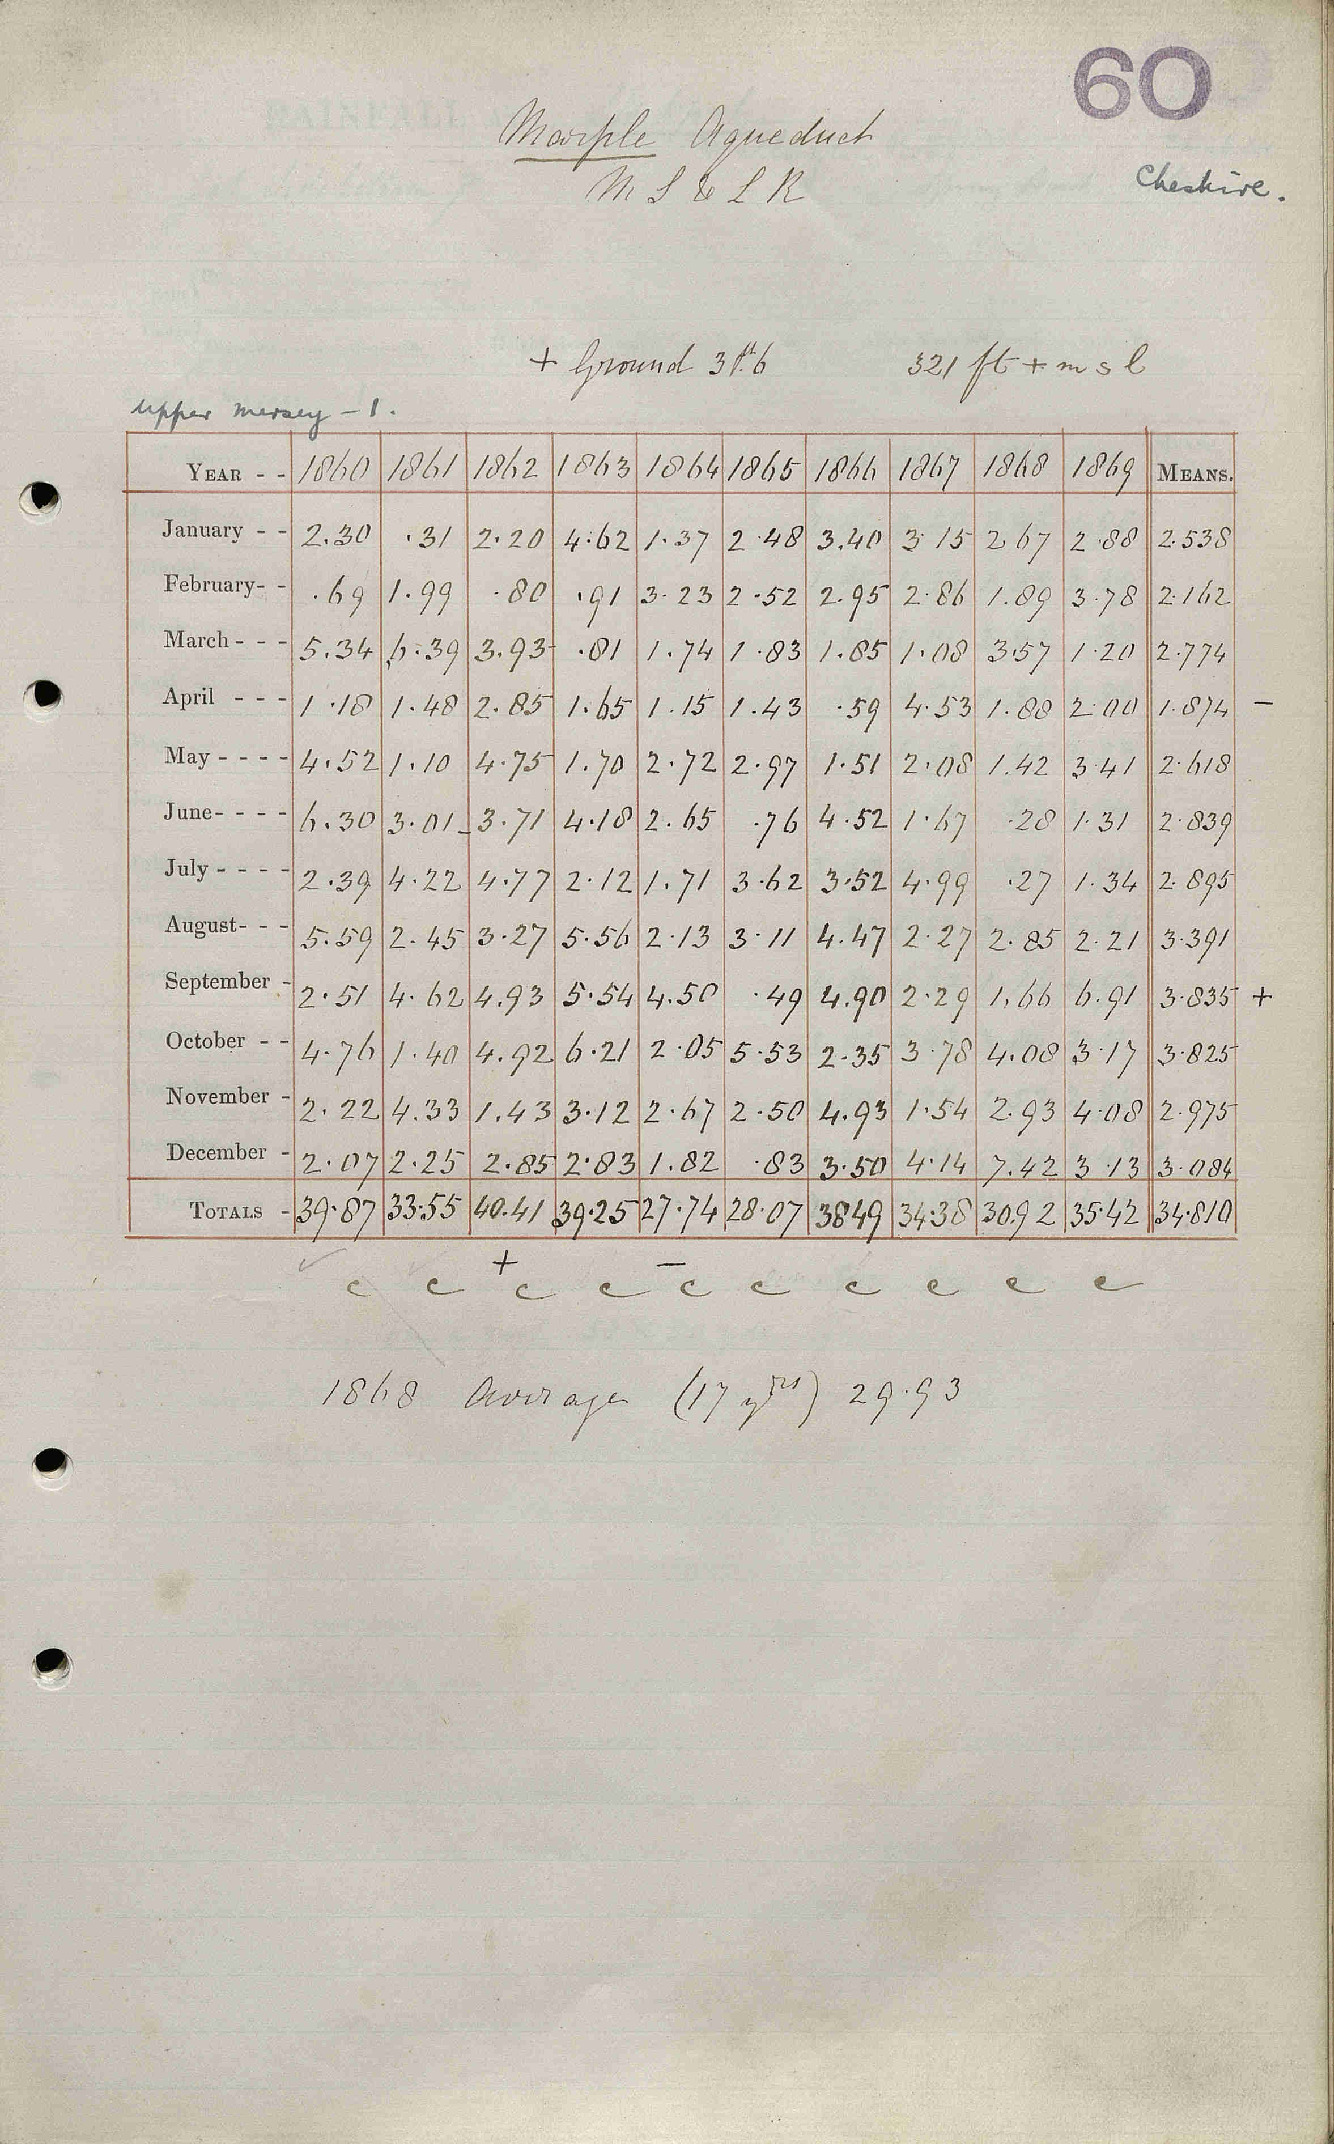 60
Marple Aqueduct
M S & L R
Cheshire.
+ Ground 3ft 6 321 ft + m s l
Upper Mersey - 1.
YEAR - - 1860 1861 1862 1863 1864 1865 1866 1867 1868 1869 MEANS.
January - - 2.30 .31 2.20 4.62 1.37 2.48 3.40 3.15 2.67 2.88 2.538
February- - .69 1.99 .80 .91 3.23 2.52 2.95 2.86 1.89 3.78 2.162
March - - - 5.34 6.39 3.93 .81 1.74 1.83 1.85 1.08 3.57 1.20 2.774
April - - - 1.18 1.48 2.85 1.65 1.15 1.43 .59 4.53 1.88 2.00 1.874 -
May - - - - 4.52 1.10 4.75 1.70 2.72 2.97 1.51 2.08 1.42 3.41 2.618
June- - - - 6.30 3.01 3.71 4.18 2.65 .76 4.52 1.67 .28 1.31 2.839
July - - - - 2.39 4.22 4.77 2.12 1.71 3.62 3.52 4.99 .27 1.34 2.895
August- - - 5.59 2.45 3.27 5.56 2.13 3.11 4.47 2.27 2.85 2.21 3.391
September - 2.51 4.62 4.93 5.54 4.50 .49 4.90 2.29 1.66 6.91 3.835 +
October - - 4.76 1.40 4.92 6.21 2.05 5.53 2.35 3.78 4.08 3.17 3.825
November - 2.22 4.33 1.43 3.12 2.67 2.50 4.93 1.54 2.93 4.08 2.975
December - 2.07 2.25 2.85 2.83 1.82 .83 3.50 4.14 7.42 3.13 3.084
TOTALS - 39.87 33.55 40.41 39.25 27.74 28.07 38.49 34.38 30.92 35.42 34.810
+ -
c c c c c c c c c c
1868 Average (17 yrs) 29.93